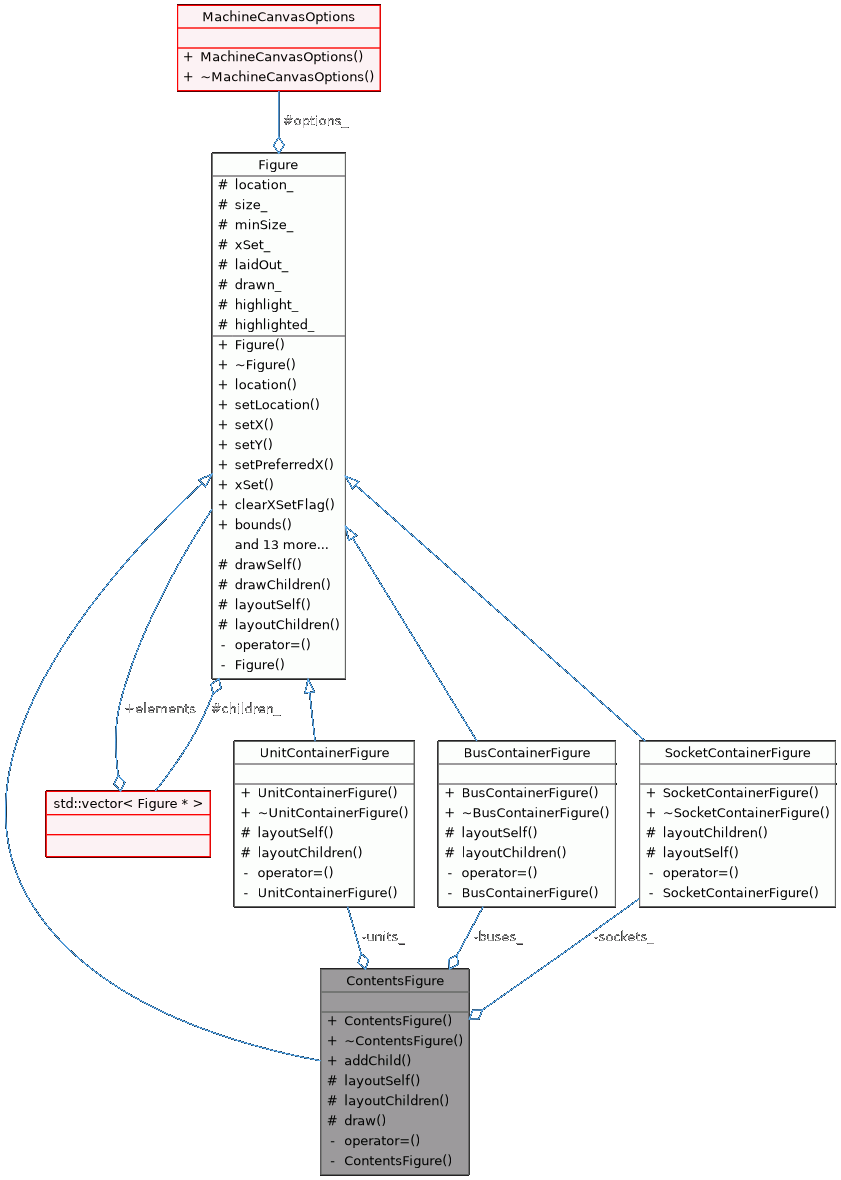 MachineCanvasOptions
+ MachineCanvasOptions()
+ ~MachineCanvasOptions()
#options_
Figure
# location_
# size_
# minSize_
# xSet_
# laidOut_
# drawn_
# highlight_
# highlighted_
+ Figure()
+ ~Figure()
+ location()
+ setLocation()
+ setX()
+ setY()
+ setPreferredX()
+ xSet()
+ clearXSetFlag()
+ bounds()
and 13 more...
# drawSelf()
# drawChildren()
# layoutSelf()
# layoutChildren()
- operator=()
- Figure()
+elements
#children_
std::vector< Figure * >
UnitContainerFigure
+ UnitContainerFigure()
+ ~UnitContainerFigure()
# layoutSelf()
# layoutChildren()
- operator=()
- UnitContainerFigure()
BusContainerFigure
+ BusContainerFigure()
+ ~BusContainerFigure()
# layoutSelf()
# layoutChildren()
- operator=()
- BusContainerFigure()
SocketContainerFigure
+ SocketContainerFigure()
+ ~SocketContainerFigure()
# layoutChildren()
# layoutSelf()
- operator=()
- SocketContainerFigure()
-units_
-buses_
-sockets_
ContentsFigure
+ ContentsFigure()
+ ~ContentsFigure()
+ addChild()
# layoutSelf()
# layoutChildren()
# draw()
- operator=()
- ContentsFigure()